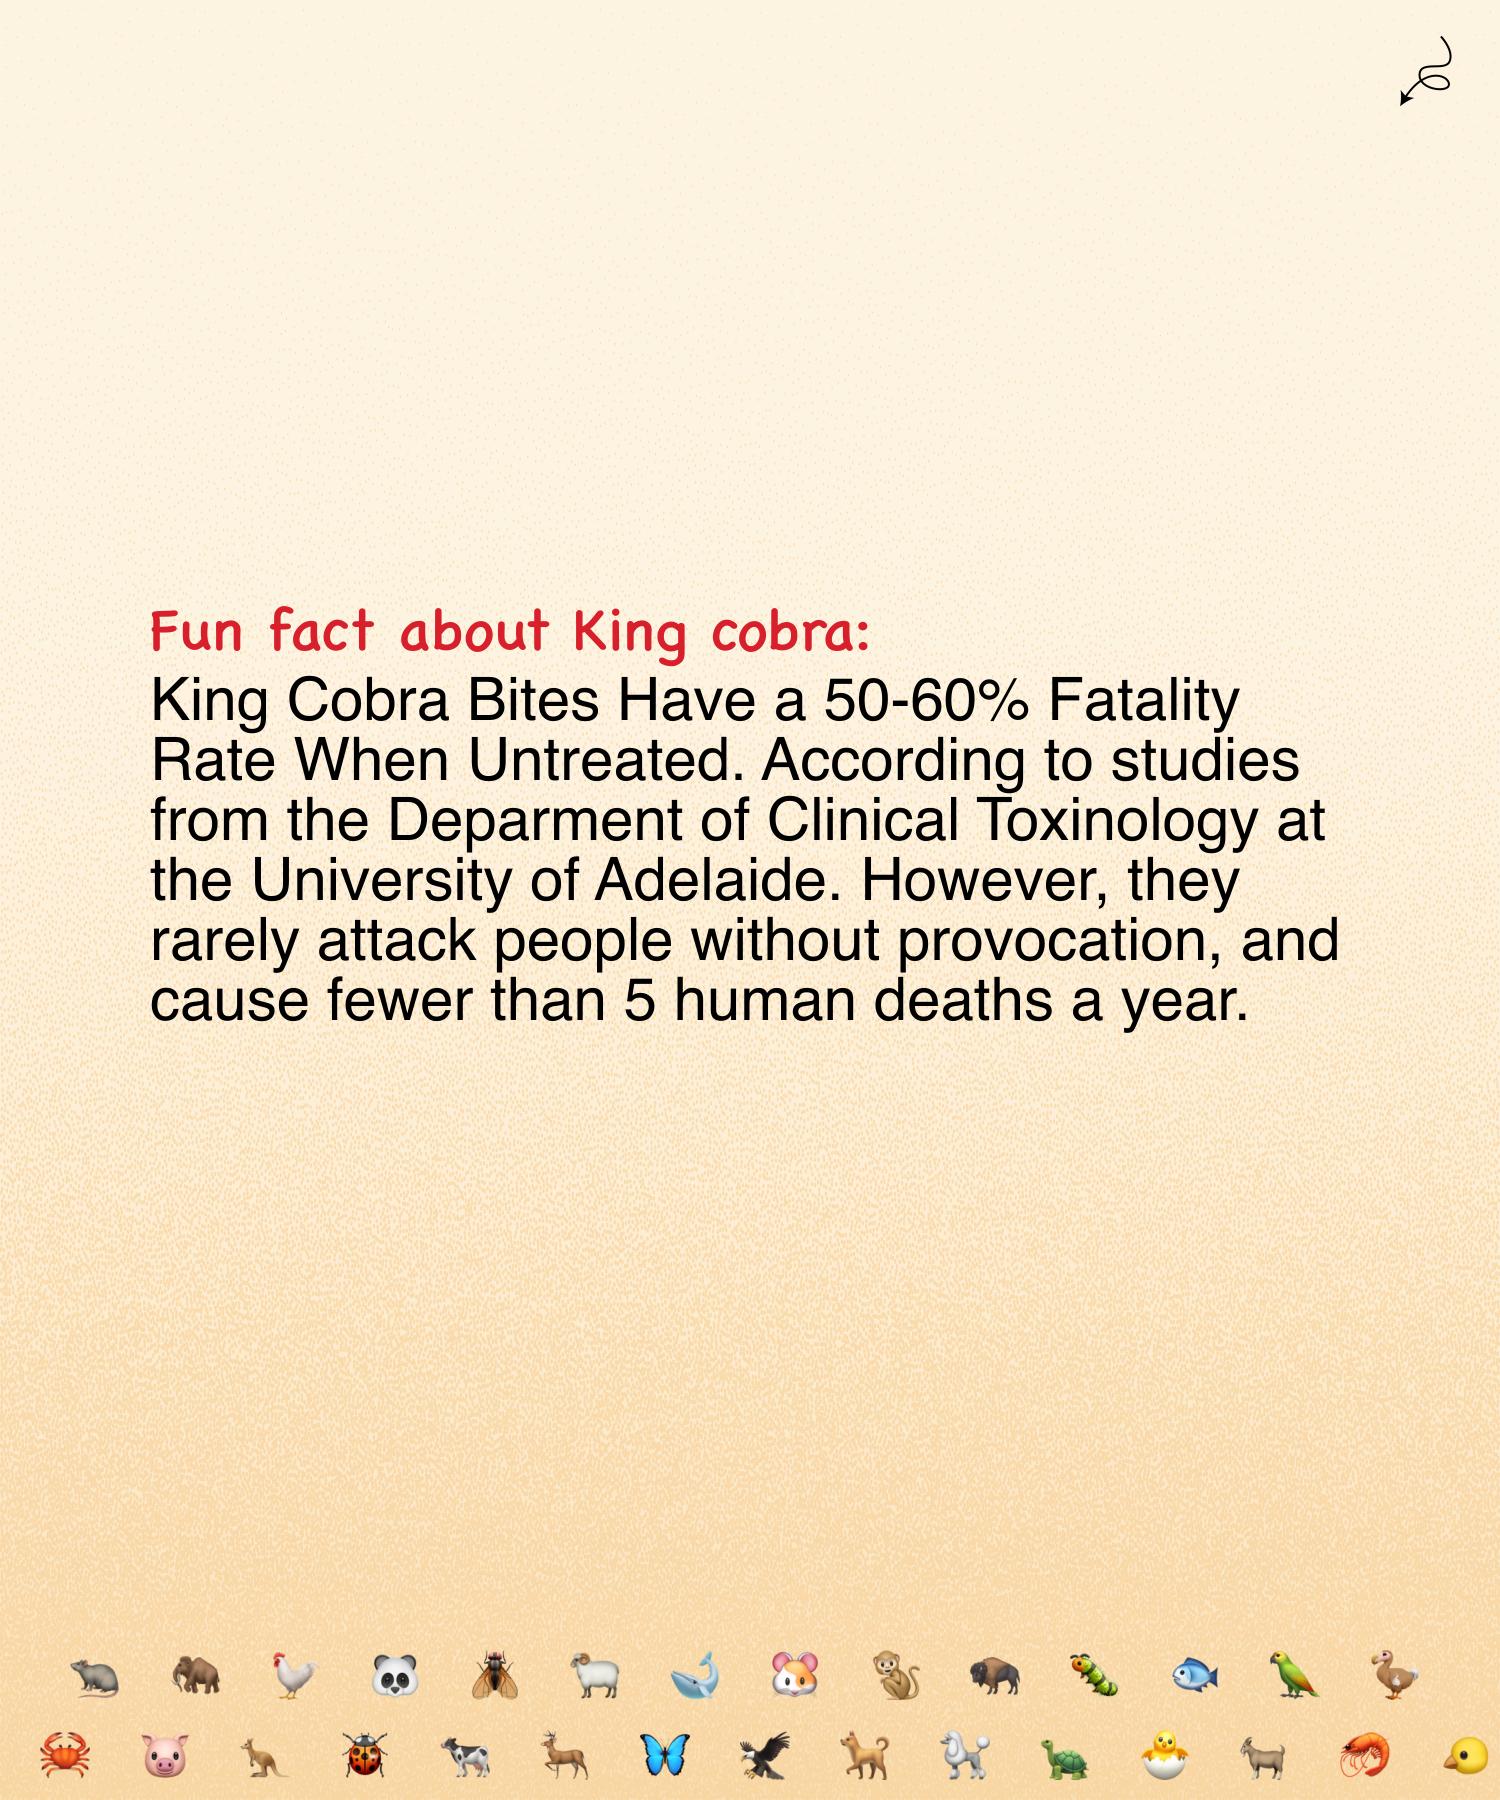 Fun fact about King cobra:
King Cobra Bites Have a 50-60% Fatality
Rate When Untreated. According to studies
from the Deparment of Clinical Toxinology at
the University of Adelaide. However, they
rarely attack people without provocation, and
cause fewer than 5 human deaths a year.